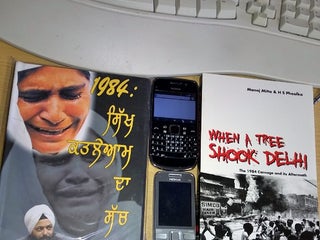 1984:
ਸਿੱਖ
ਕਤਲੇਆਮ
ਦਾ
ਸੱਚ
Manoj Mitta & H S Phoolka
WHEN A TREE
SHOOK DELHI
The 1984 Carnage and its Aftermath